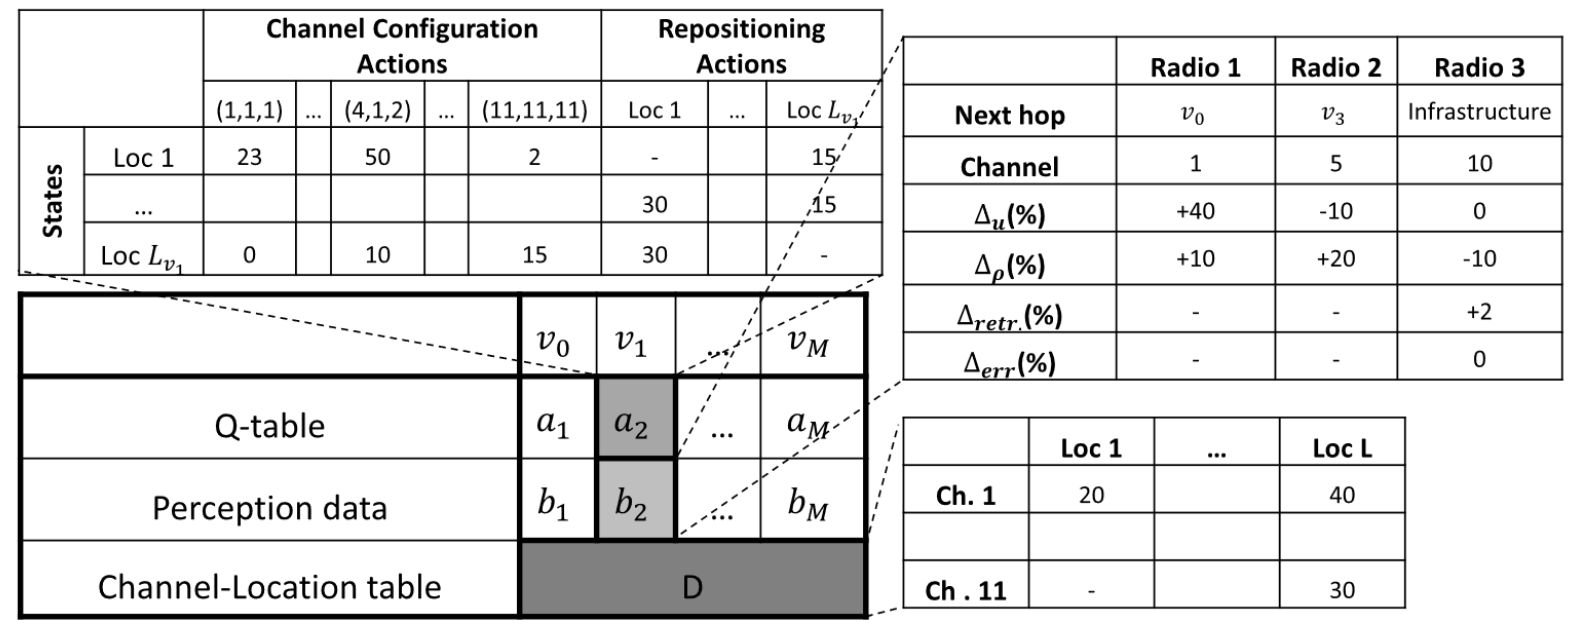 Channel Configuration Actions Repositioning Actions
(1,1,1) ... (4,1,2) ... (11,11,11) Loc 1 ... Loc L_{v_1}
States
Loc 1 23 50 2 - 15
... 30 15
Loc L_{v_1} 0 10 15 30 -
v_0 v_1 ... v_M
Q-table a_1 a_2 ... a_M
Perception data b_1 b_2 ... b_M
Channel-Location table D
Radio 1 Radio 2 Radio 3
Next hop v_0 v_3 Infrastructure
Channel 1 5 10
Δ_u(%) +40 -10 0
Δ_ρ(%) +10 +20 -10
Δ_{retr.}(%) - - +2
Δ_{err}(%) - - 0
Loc 1 ... Loc L
Ch. 1 20 40
Ch . 11 - 30